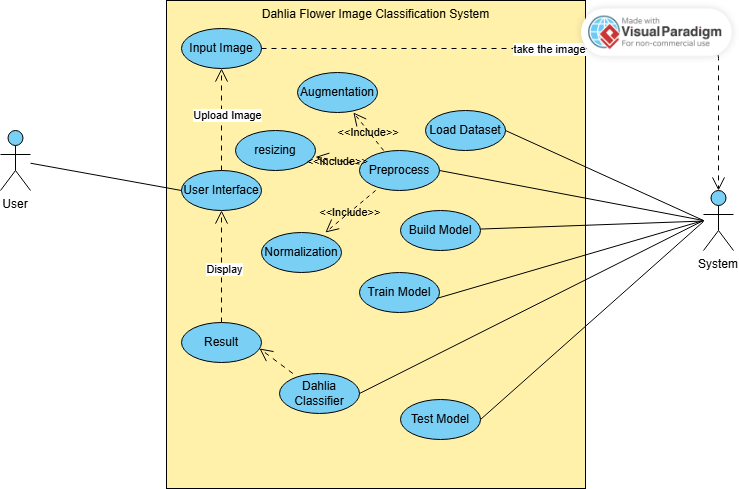 Dahlia Flower Image Classification System
Made with
Visual Paradigm
For non-commercial use
Input Image
take the image
Augmentation
Upload Image
<<Include>>
Load Dataset
resizing
<<Include>>
Preprocess
User
User Interface
<<Include>>
Build Model
Normalization
System
Display
Train Model
Result
Dahlia
Classifier
Test Model